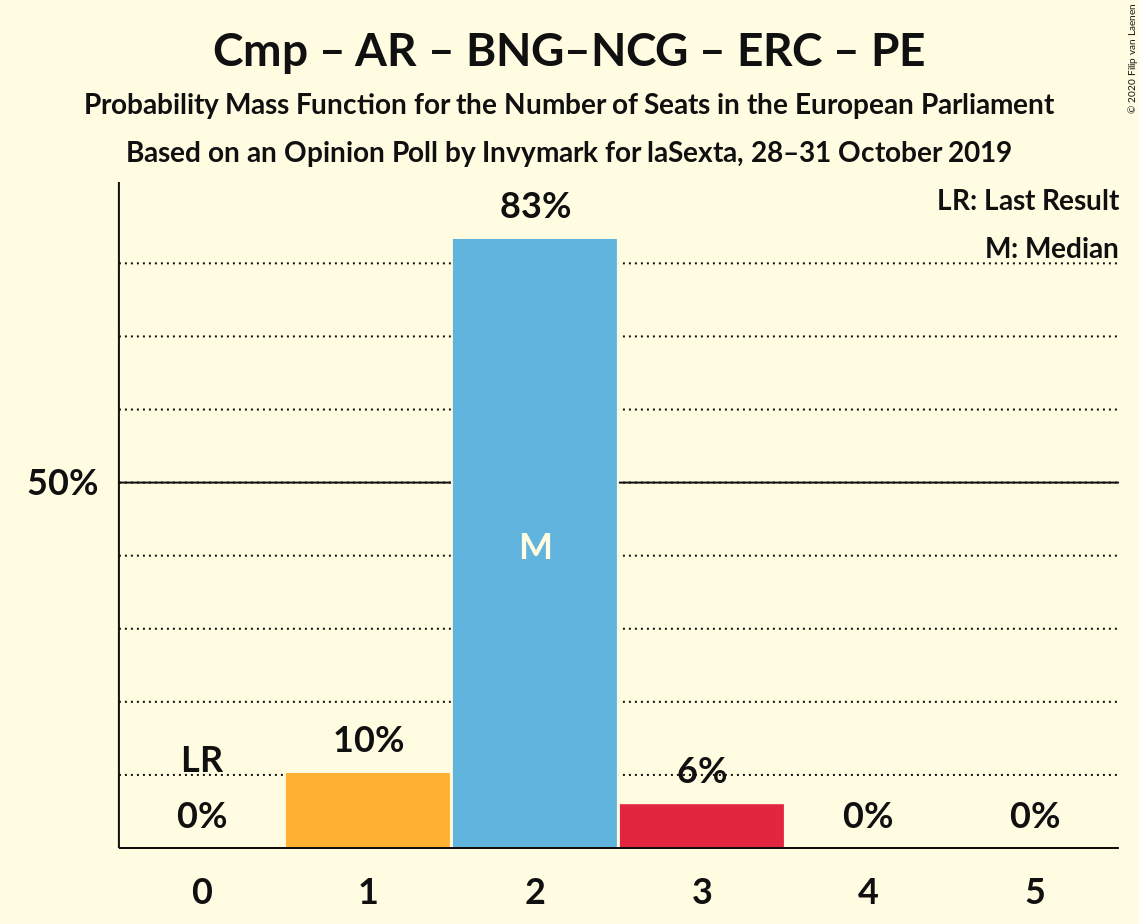 Cmp – AR – BNG–NCG – ERC – PE
Probability Mass Function for the Number of Seats in the European Parliament
Based on an Opinion Poll by Invymark for laSexta, 28–31 October 2019
© 2020 Filip van Laenen
LR: Last Result
M: Median
83%
50%
M
LR
10%
6%
0%
0%
0%
0
1
2
3
4
5